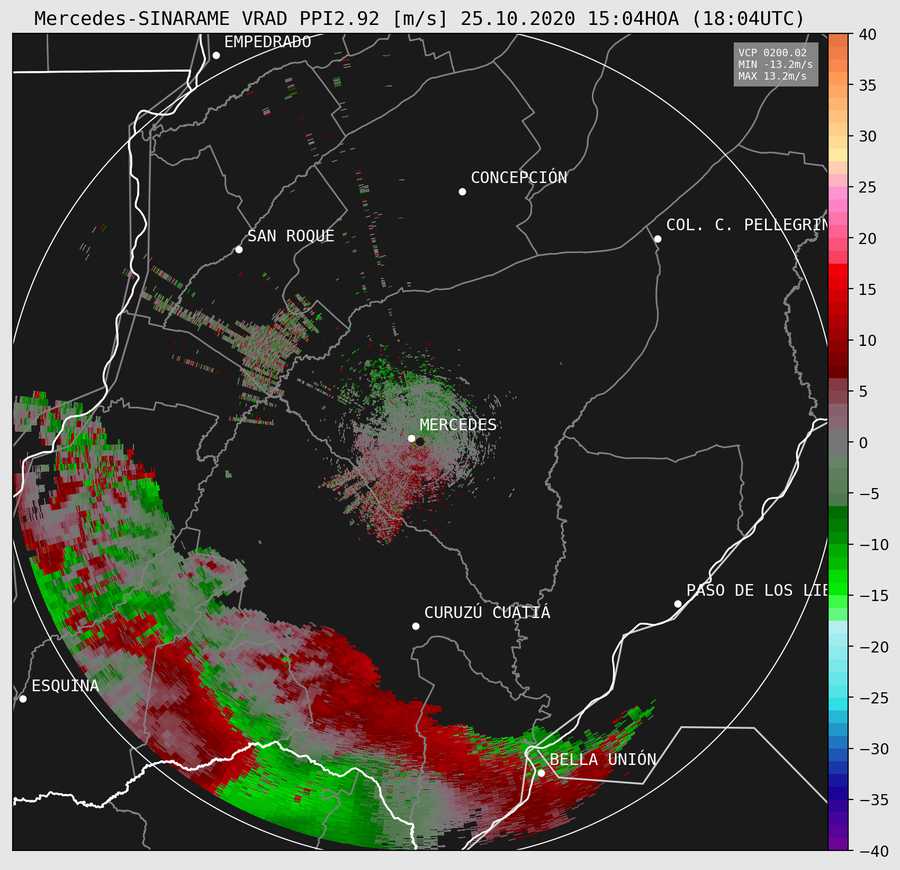 Mercedes-SINARAME VRAD PPI2.92 [m/s] 25.10.2020 15:04HOA (18:04UTC)
EMPEDRADO
VCP 0200.02
MIN -13.2m/s
MAX 13.2m/s
CONCEPCIÓN
COL. C. PELLEGRIN
SAN ROQUE
MERCEDES
PASO DE LOS LIB
CURUZÚ CUATIÁ
ESQUINA
BELLA UNIÓN
40
35
30
25
20
15
10
5
0
−5
−10
−15
−20
−25
−30
−35
−40